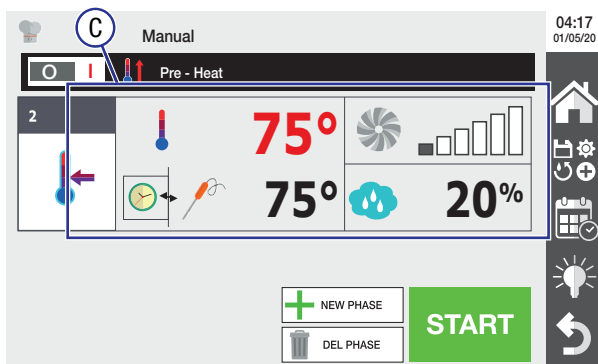 C
Manual
04:17
01/05/20
O I Pre - Heat
2
75°
75°
20%
NEW PHASE
DEL PHASE
START